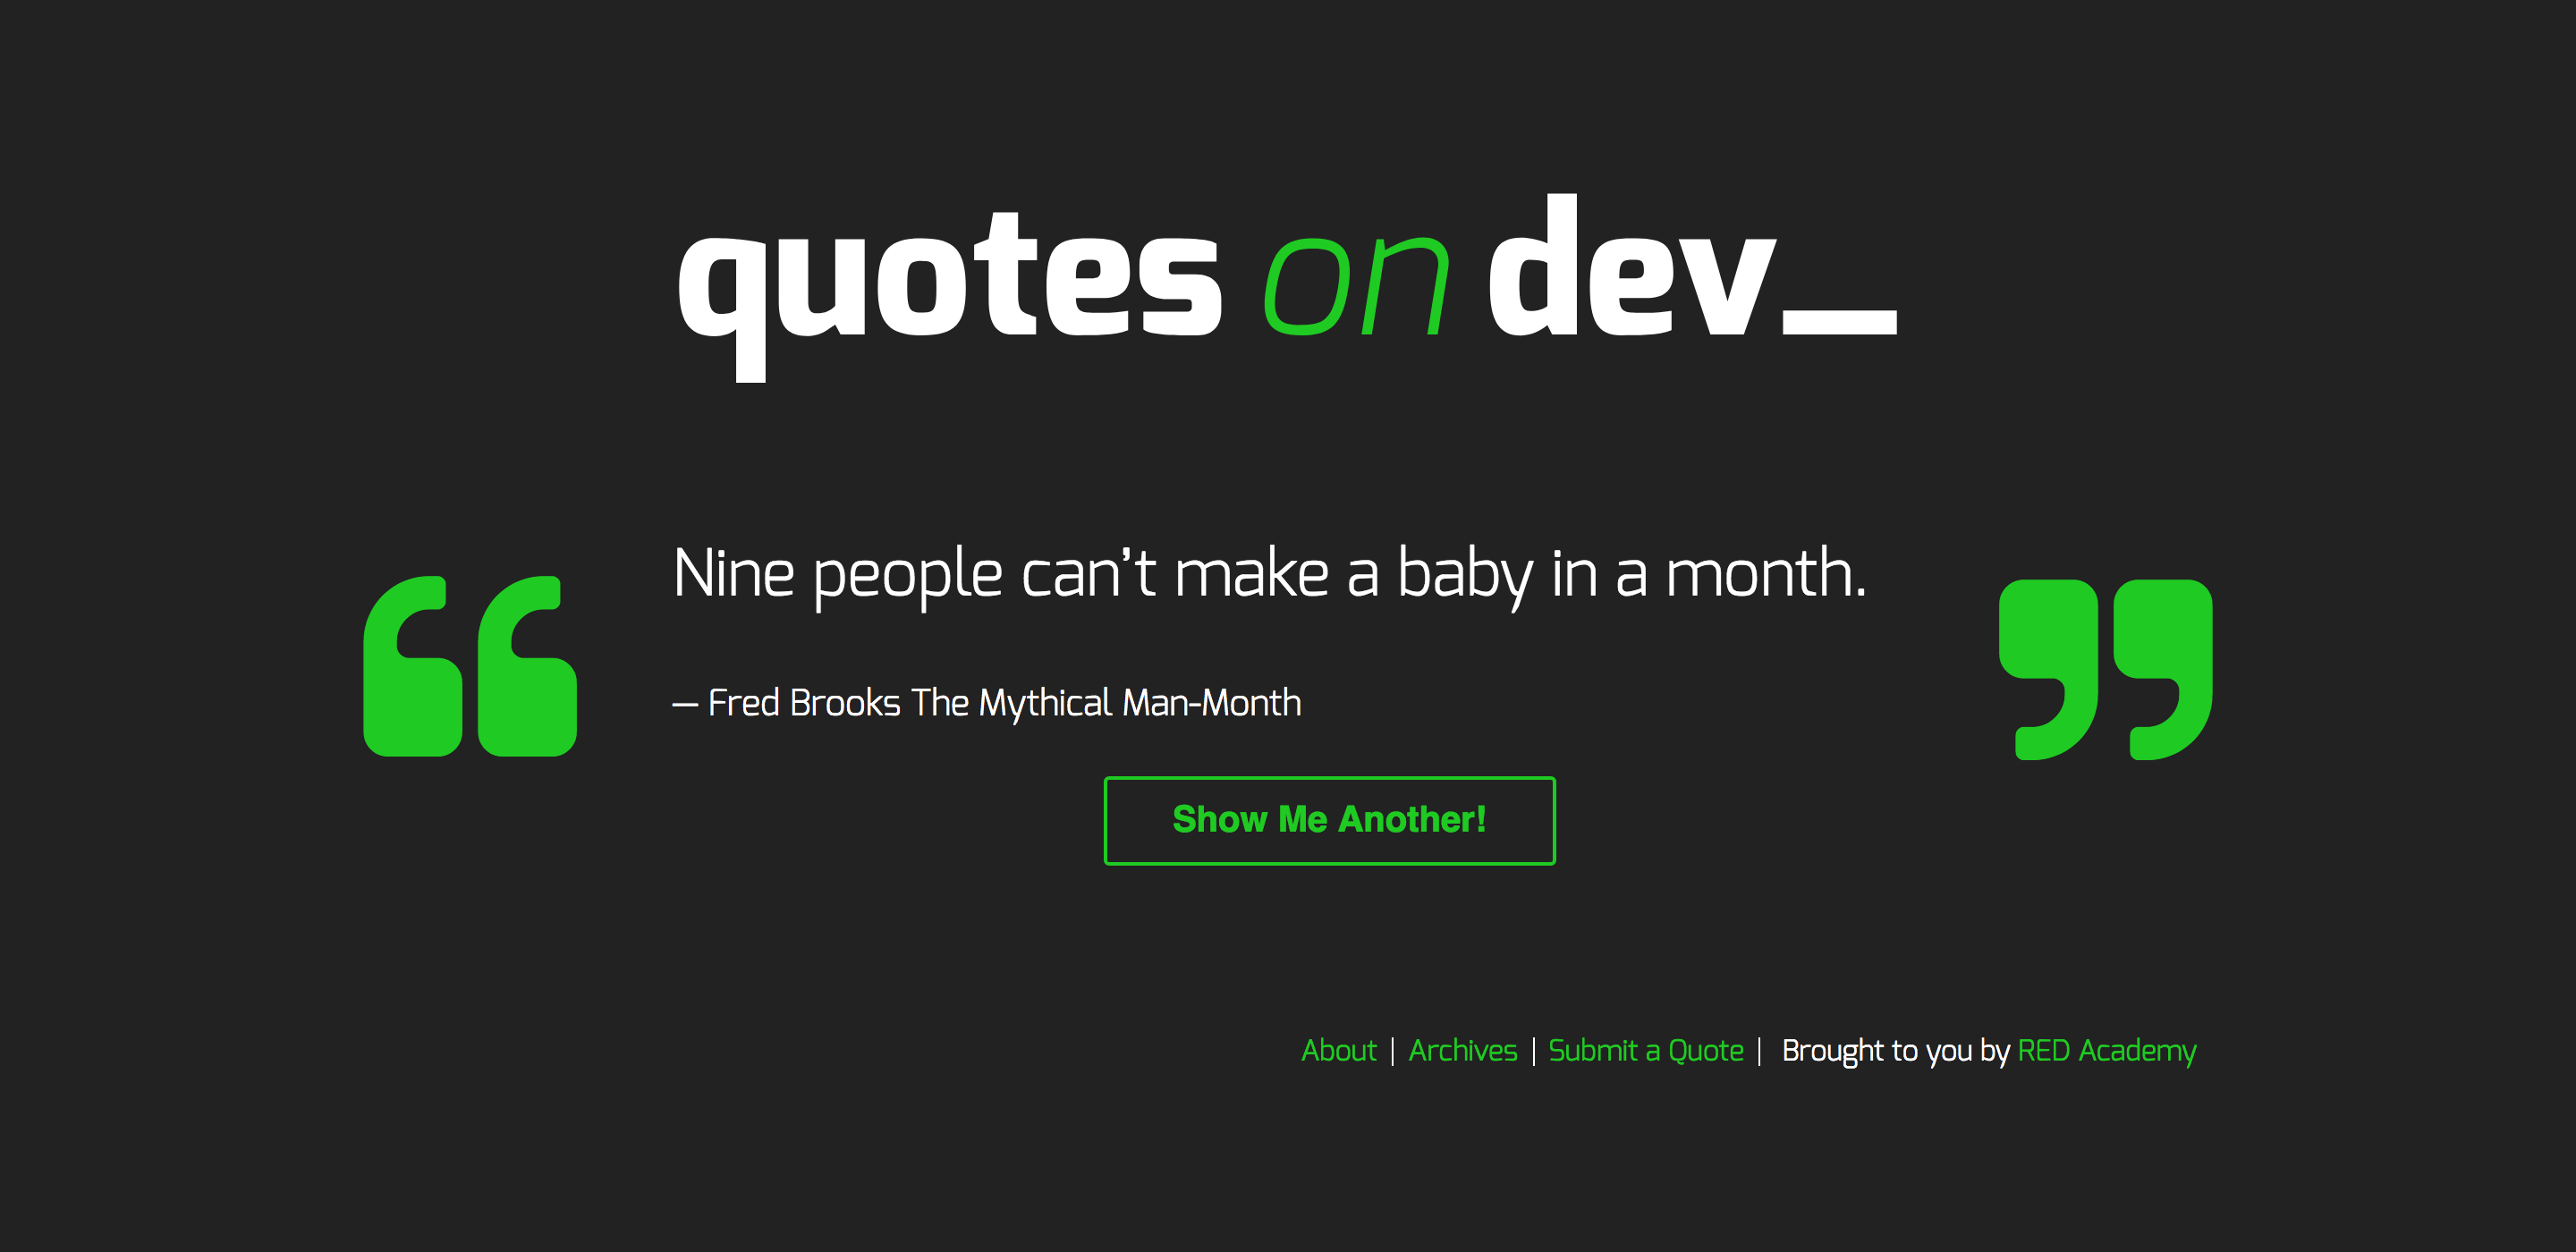 quotes on dev_
Nine people can’t make a baby in a month.
— Fred Brooks The Mythical Man-Month
Show Me Another!
About | Archives | Submit a Quote | Brought to you by RED Academy